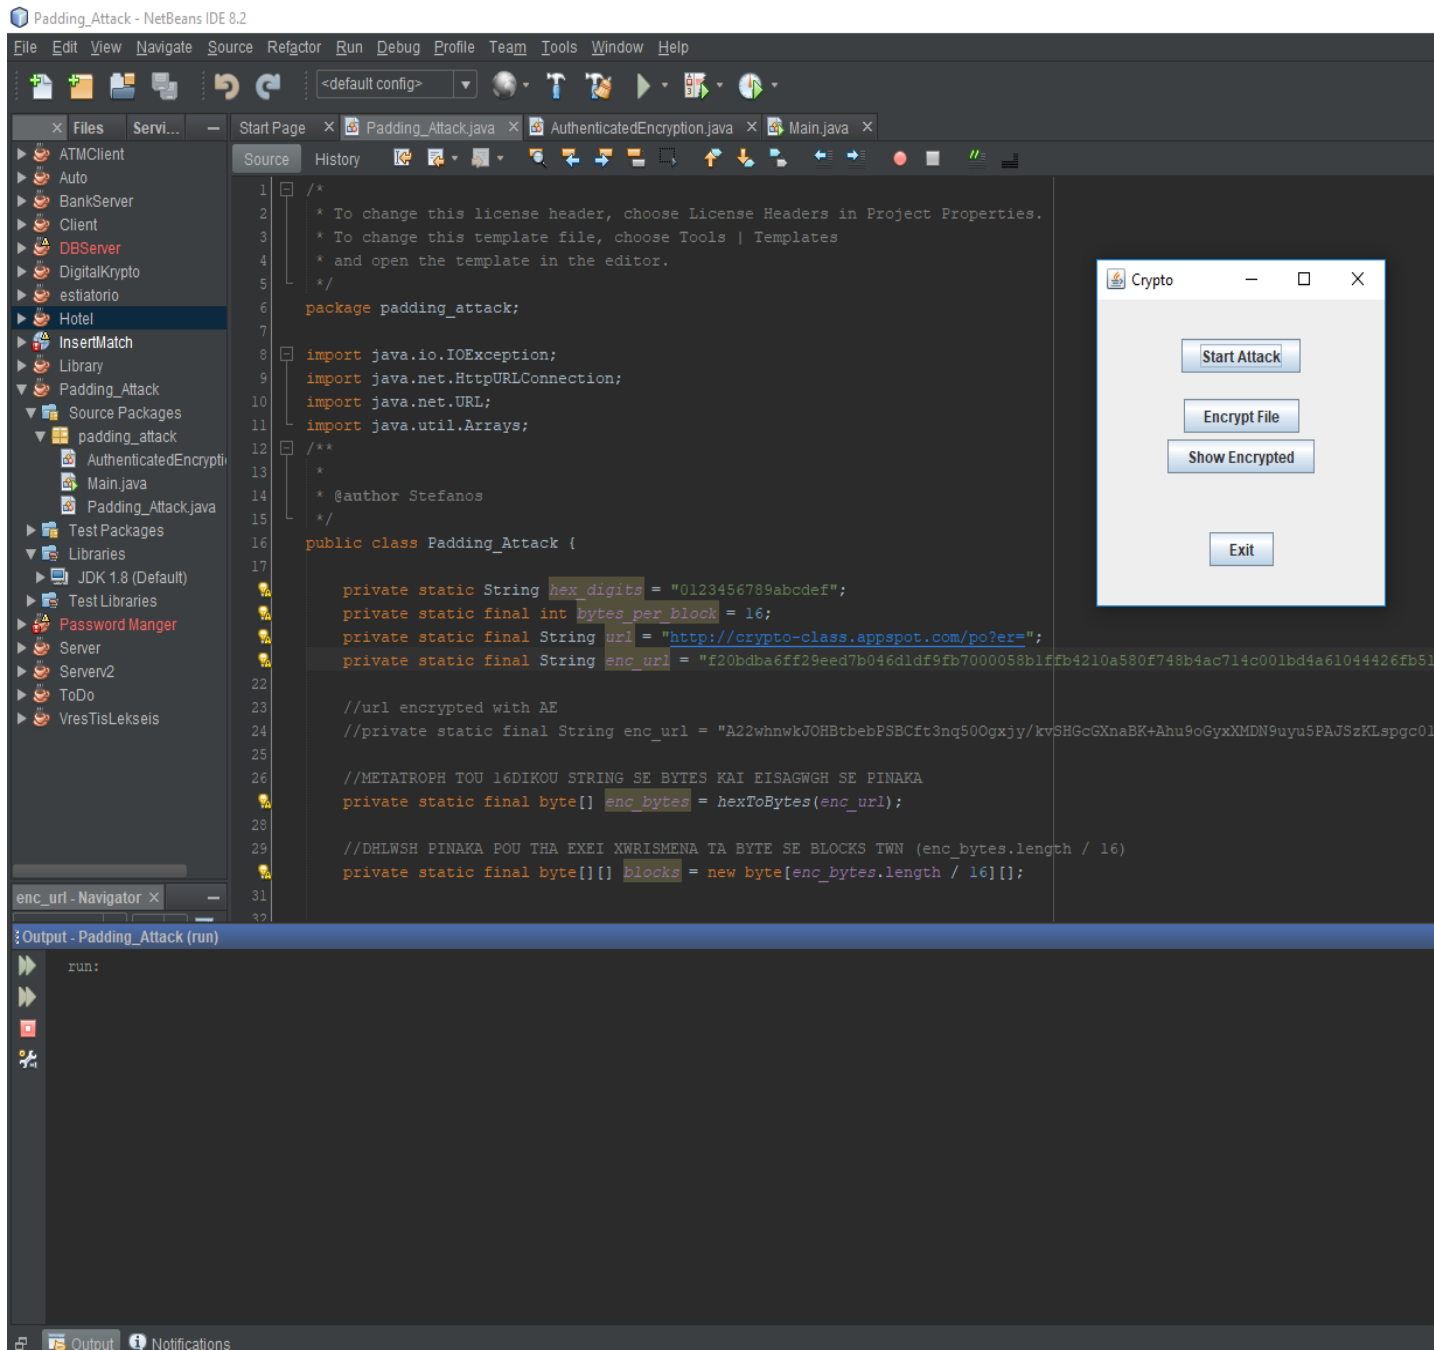 Padding_Attack - NetBeans IDE 8.2
File Edit View Navigate Source Refactor Run Debug Profile Team Tools Window Help
<default config>
Files Servi...
Start Page Padding_Attack.java AuthenticatedEncryption.java Main.java
Source History
ATMClient
Auto
BankServer
Client
DBServer
DigitalKrypto
estiatorio
Hotel
InsertMatch
Library
Padding_Attack
Source Packages
padding_attack
AuthenticatedEncrypti
Main.java
Padding_Attack.java
Test Packages
Libraries
JDK 1.8 (Default)
Test Libraries
Password Manger
Server
Serverv2
ToDo
VresTisLekseis
1 /*
2 * To change this license header, choose License Headers in Project Properties.
3 * To change this template file, choose Tools | Templates
4 * and open the template in the editor.
5 */
6 package padding_attack;
7
8 import java.io.IOException;
9 import java.net.HttpURLConnection;
10 import java.net.URL;
11 import java.util.Arrays;
12 /**
13 *
14 * @author Stefanos
15 */
16 public class Padding_Attack {
17
private static String hex_digits = "0123456789abcdef";
private static final int bytes_per_block = 16;
private static final String url = "http://crypto-class.appspot.com/po?er=";
private static final String enc_url = "f20bdba6ff29eed7b046d1df9fb7000058b1ffb4210a580f748b4ac714c001bd4a61044426fb51
22
23 //url encrypted with AE
24 //private static final String enc_url = "A22whnwkJOHBtbebPSBCft3nq50Ogxjy/kvSHGcGXnaBK+Ahu9oGyxXMDN9uyu5PAJSzKLspgc01
25
26 //METATROPH TOU 16DIKOU STRING SE BYTES KAI EISAGWGH SE PINAKA
private static final byte[] enc_bytes = hexToBytes(enc_url);
28
29 //DHLWSH PINAKA POU THA EXEI XWRISMENA TA BYTE SE BLOCKS TWN (enc_bytes.length / 16)
private static final byte[][] blocks = new byte[enc_bytes.length / 16][];
31
32
Crypto
Start Attack
Encrypt File
Show Encrypted
Exit
enc_url - Navigator
Output - Padding_Attack (run)
run:
Output Notifications